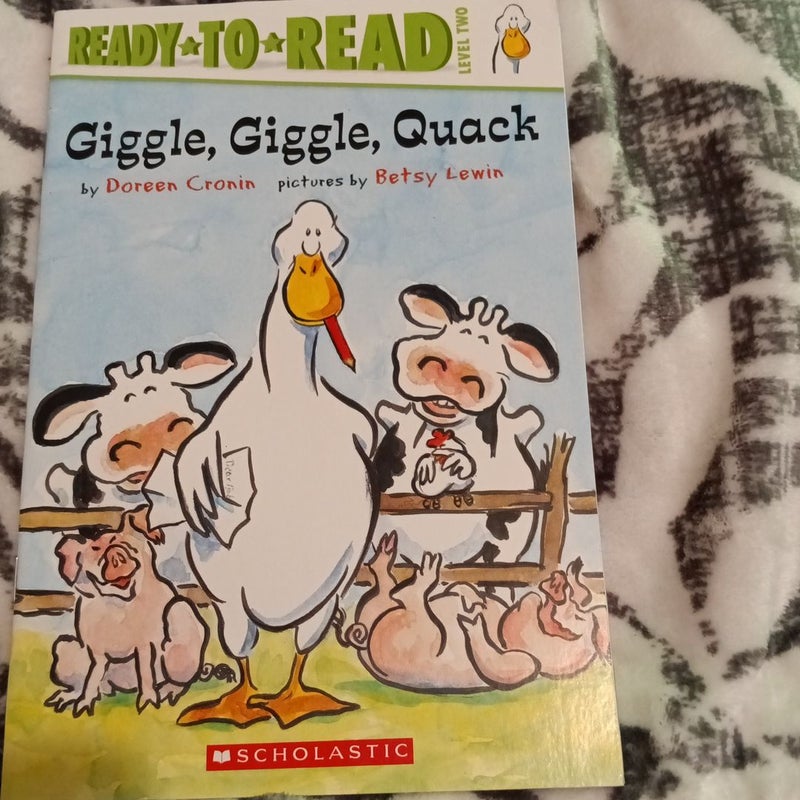 READY★TO★READ
LEVEL TWO
Giggle, Giggle, Quack
by Doreen Cronin pictures by Betsy Lewin
SCHOLASTIC